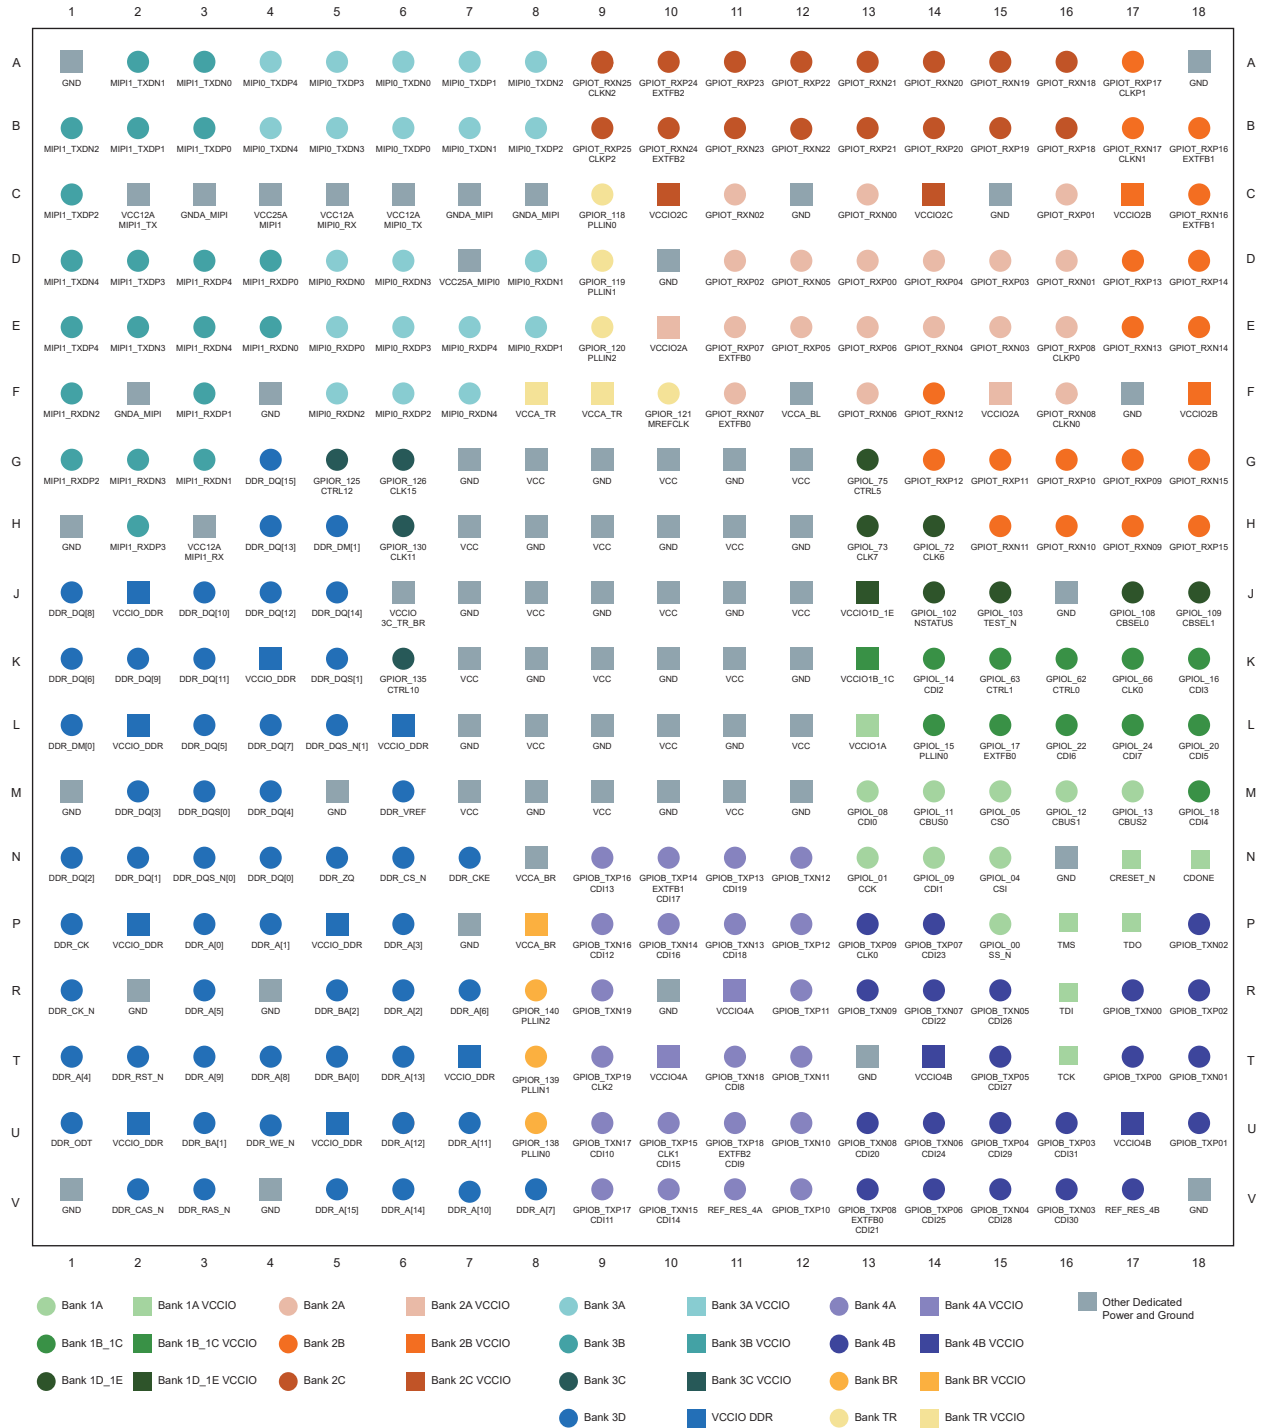 1 2 3 4 5 6 7 8 9 10 11 12 13 14 15 16 17 18
A A
GND MIPI1_TXDN1 MIPI1_TXDN0 MIPI0_TXDP4 MIPI0_TXDP3 MIPI0_TXDN0 MIPI0_TXDP1 MIPI0_TXDN2 GPIOT_RXN25 GPIOT_RXP24 GPIOT_RXP23 GPIOT_RXP22 GPIOT_RXN21 GPIOT_RXN20 GPIOT_RXN19 GPIOT_RXN18 GPIOT_RXP17 GND
CLKN2 EXTFB2 CLKP1
B B
MIPI1_TXDN2 MIPI1_TXDP1 MIPI1_TXDP0 MIPI0_TXDN4 MIPI0_TXDN3 MIPI0_TXDP0 MIPI0_TXDN1 MIPI0_TXDP2 GPIOT_RXP25 GPIOT_RXN24 GPIOT_RXN23 GPIOT_RXN22 GPIOT_RXP21 GPIOT_RXP20 GPIOT_RXP19 GPIOT_RXP18 GPIOT_RXN17 GPIOT_RXP16
CLKP2 EXTFB2 CLKN1 EXTFB1
C C
MIPI1_TXDP2 VCC12A GNDA_MIPI VCC25A VCC12A VCC12A GNDA_MIPI GNDA_MIPI GPIOR_118 VCCIO2C GPIOT_RXN02 GND GPIOT_RXN00 VCCIO2C GND GPIOT_RXP01 VCCIO2B GPIOT_RXN16
MIPI1_TX MIPI1 MIPI0_RX MIPI0_TX PLLIN0 EXTFB1
D D
MIPI1_TXDN4 MIPI1_TXDP3 MIPI1_RXDP4 MIPI1_RXDP0 MIPI0_RXDN0 MIPI0_RXDN3 VCC25A_MIPI0 MIPI0_RXDN1 GPIOR_119 GND GPIOT_RXP02 GPIOT_RXN05 GPIOT_RXP00 GPIOT_RXP04 GPIOT_RXP03 GPIOT_RXN01 GPIOT_RXP13 GPIOT_RXP14
PLLIN1
E E
MIPI1_TXDP4 MIPI1_TXDN3 MIPI1_RXDN4 MIPI1_RXDN0 MIPI0_RXDP0 MIPI0_RXDP3 MIPI0_RXDP4 MIPI0_RXDP1 GPIOR_120 VCCIO2A GPIOT_RXP07 GPIOT_RXP05 GPIOT_RXP06 GPIOT_RXN04 GPIOT_RXN03 GPIOT_RXP08 GPIOT_RXN13 GPIOT_RXN14
PLLIN2 EXTFB0 CLKP0
F F
MIPI1_RXDN2 GNDA_MIPI MIPI1_RXDP1 GND MIPI0_RXDN2 MIPI0_RXDP2 MIPI0_RXDN4 VCCA_TR VCCA_TR GPIOR_121 GPIOT_RXN07 VCCA_BL GPIOT_RXN06 GPIOT_RXN12 VCCIO2A GPIOT_RXN08 GND VCCIO2B
MREFCLK EXTFB0 CLKN0
G G
MIPI1_RXDP2 MIPI1_RXDN3 MIPI1_RXDN1 DDR_DQ[15] GPIOR_125 GPIOR_126 GND VCC GND VCC GND VCC GPIOL_75 GPIOT_RXP12 GPIOT_RXP11 GPIOT_RXP10 GPIOT_RXP09 GPIOT_RXN15
CTRL12 CLK15 CTRL5
H H
GND MIPI1_RXDP3 VCC12A DDR_DQ[13] DDR_DM[1] GPIOR_130 VCC GND VCC GND VCC GND GPIOL_73 GPIOL_72 GPIOT_RXN11 GPIOT_RXN10 GPIOT_RXN09 GPIOT_RXP15
MIPI1_RX CLK11 CLK7 CLK6
J J
DDR_DQ[8] VCCIO_DDR DDR_DQ[10] DDR_DQ[12] DDR_DQ[14] VCCIO GND VCC GND VCC GND VCC VCCIO1D_1E GPIOL_102 GPIOL_103 GND GPIOL_108 GPIOL_109
3C_TR_BR NSTATUS TEST_N CBSEL0 CBSEL1
K K
DDR_DQ[6] DDR_DQ[9] DDR_DQ[11] VCCIO_DDR DDR_DQS[1] GPIOR_135 VCC GND VCC GND VCC GND VCCIO1B_1C GPIOL_14 GPIOL_63 GPIOL_62 GPIOL_66 GPIOL_16
CTRL10 CDI2 CTRL1 CTRL0 CLK0 CDI3
L L
DDR_DM[0] VCCIO_DDR DDR_DQ[5] DDR_DQ[7] DDR_DQS_N[1] VCCIO_DDR GND VCC GND VCC GND VCC VCCIO1A GPIOL_15 GPIOL_17 GPIOL_22 GPIOL_24 GPIOL_20
PLLIN0 EXTFB0 CDI6 CDI7 CDI5
M M
GND DDR_DQ[3] DDR_DQS[0] DDR_DQ[4] GND DDR_VREF VCC GND VCC GND VCC GND GPIOL_08 GPIOL_11 GPIOL_05 GPIOL_12 GPIOL_13 GPIOL_18
CDI0 CBUS0 CSO CBUS1 CBUS2 CDI4
N N
DDR_DQ[2] DDR_DQ[1] DDR_DQS_N[0] DDR_DQ[0] DDR_ZQ DDR_CS_N DDR_CKE VCCA_BR GPIOB_TXP16 GPIOB_TXP14 GPIOB_TXP13 GPIOB_TXN12 GPIOL_01 GPIOL_09 GPIOL_04 GND CRESET_N CDONE
CDI13 EXTFB1 CDI19 CCK CDI1 CSI
CDI17
P P
DDR_CK VCCIO_DDR DDR_A[0] DDR_A[1] VCCIO_DDR DDR_A[3] GND VCCA_BR GPIOB_TXN16 GPIOB_TXN14 GPIOB_TXN13 GPIOB_TXP12 GPIOB_TXP09 GPIOB_TXP07 GPIOL_00 TMS TDO GPIOB_TXN02
CDI12 CDI16 CDI18 CLK0 CDI23 SS_N
R R
DDR_CK_N GND DDR_A[5] GND DDR_BA[2] DDR_A[2] DDR_A[6] GPIOR_140 GPIOB_TXN19 GND VCCIO4A GPIOB_TXP11 GPIOB_TXN09 GPIOB_TXN07 GPIOB_TXN05 TDI GPIOB_TXN00 GPIOB_TXP02
PLLIN2 CDI22 CDI26
T T
DDR_A[4] DDR_RST_N DDR_A[9] DDR_A[8] DDR_BA[0] DDR_A[13] VCCIO_DDR GPIOR_139 GPIOB_TXP19 VCCIO4A GPIOB_TXN18 GPIOB_TXN11 GND VCCIO4B GPIOB_TXP05 TCK GPIOB_TXP00 GPIOB_TXN01
PLLIN1 CLK2 CDI8 CDI27
U U
DDR_ODT VCCIO_DDR DDR_BA[1] DDR_WE_N VCCIO_DDR DDR_A[12] DDR_A[11] GPIOR_138 GPIOB_TXN17 GPIOB_TXP15 GPIOB_TXP18 GPIOB_TXN10 GPIOB_TXN08 GPIOB_TXN06 GPIOB_TXP04 GPIOB_TXP03 VCCIO4B GPIOB_TXP01
PLLIN0 CDI10 CLK1 EXTFB2 CDI20 CDI24 CDI29 CDI31
CDI15 CDI9
V V
GND DDR_CAS_N DDR_RAS_N GND DDR_A[15] DDR_A[14] DDR_A[10] DDR_A[7] GPIOB_TXP17 GPIOB_TXN15 REF_RES_4A GPIOB_TXP10 GPIOB_TXP08 GPIOB_TXP06 GPIOB_TXN04 GPIOB_TXN03 REF_RES_4B GND
CDI11 CDI14 EXTFB0 CDI25 CDI28 CDI30
CDI21
1 2 3 4 5 6 7 8 9 10 11 12 13 14 15 16 17 18
Bank 1A Bank 1A VCCIO Bank 2A Bank 2A VCCIO Bank 3A Bank 3A VCCIO Bank 4A Bank 4A VCCIO Other Dedicated
Power and Ground
Bank 1B_1C Bank 1B_1C VCCIO Bank 2B Bank 2B VCCIO Bank 3B Bank 3B VCCIO Bank 4B Bank 4B VCCIO
Bank 1D_1E Bank 1D_1E VCCIO Bank 2C Bank 2C VCCIO Bank 3C Bank 3C VCCIO Bank BR Bank BR VCCIO
Bank 3D VCCIO DDR Bank TR Bank TR VCCIO